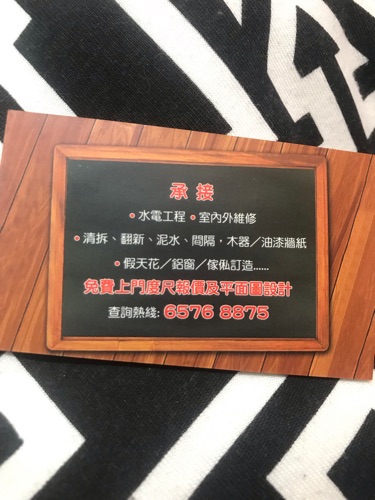 承接
•水電工程 •室內外維修
•清拆、翻新、泥水、間隔，木器／油漆牆紙
•假天花／鋁窗／傢俬訂造......
免費上門度尺報價及平面圖設計
查詢熱綫: 6576 8875